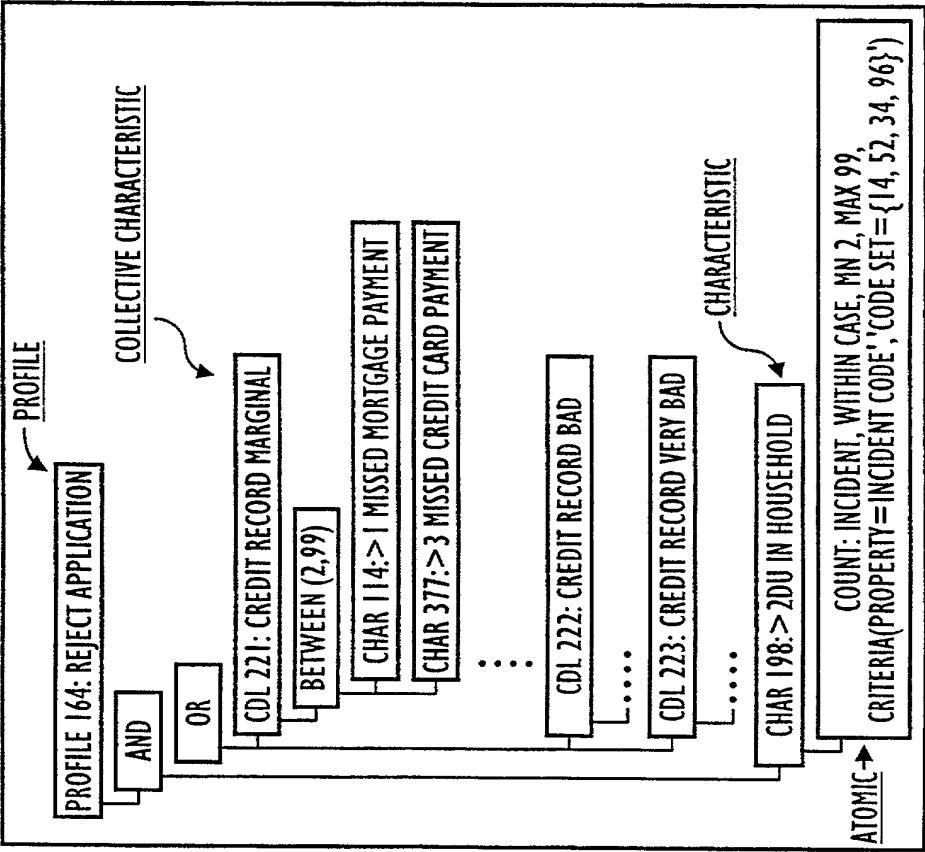 PROFILE
PROFILE 164: REJECT APPLICATION
AND
OR
COLLECTIVE CHARACTERISTIC
CDL 221: CREDIT RECORD MARGINAL
BETWEEN (2,99)
CHAR 114:> 1 MISSED MORTGAGE PAYMENT
CHAR 377:>3 MISSED CREDIT CARD PAYMENT
....
CDL 222: CREDIT RECORD BAD
.....
CDL 223: CREDIT RECORD VERY BAD
.....
CHARACTERISTIC
CHAR 198:>2DU IN HOUSEHOLD
ATOMIC
COUNT: INCIDENT, WITHIN CASE, MN 2, MAX 99,
CRITERIA(PROPERTY=INCIDENT CODE','CODE SET={14, 52, 34, 96}')